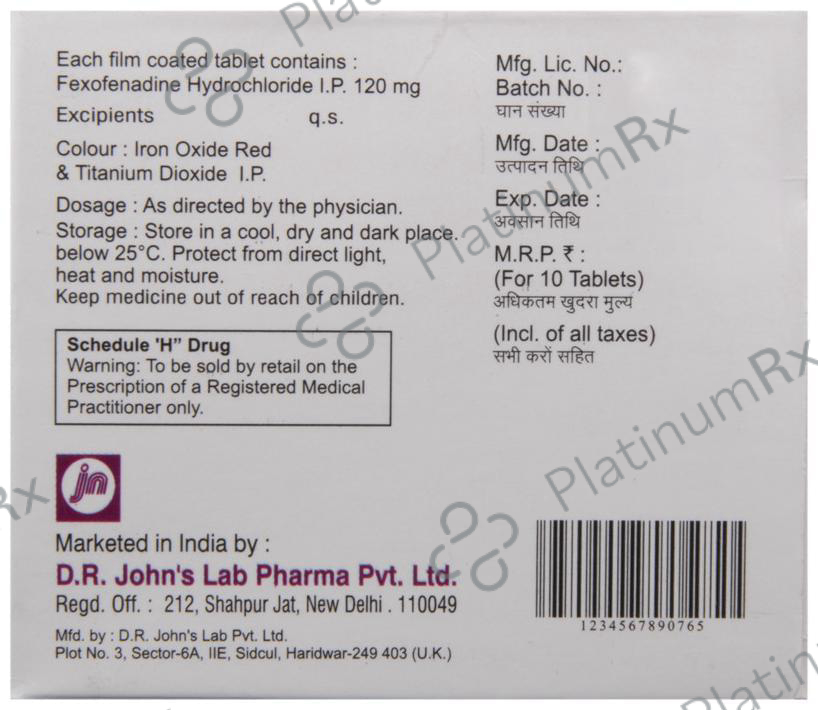 Each film coated tablet contains :
Fexofenadine Hydrochloride I.P. 120 mg
Excipients q.s.
Colour : Iron Oxide Red
& Titanium Dioxide I.P.
Dosage : As directed by the physician.
Storage : Store in a cool, dry and dark place.
below 25°C. Protect from direct light,
heat and moisture.
Keep medicine out of reach of children.
Schedule 'H" Drug
Warning: To be sold by retail on the
Prescription of a Registered Medical
Practitioner only.
jn
Marketed in India by :
D.R. John's Lab Pharma Pvt. Ltd.
Regd. Off. : 212, Shahpur Jat, New Delhi . 110049
Mfd. by : D.R. John's Lab Pvt. Ltd.
Plot No. 3, Sector-6A, IIE, Sidcul, Haridwar-249 403 (U.K.)
Mfg. Lic. No.:
Batch No. :
घान संख्या
Mfg. Date :
उत्पादन तिथि
Exp. Date :
अवसान तिथि
M.R.P. ₹ :
(For 10 Tablets)
अधिकतम खुदरा मुल्य
(Incl. of all taxes)
सभी करों सहित
1234567890765
PlatinumRx
PlatinumRx